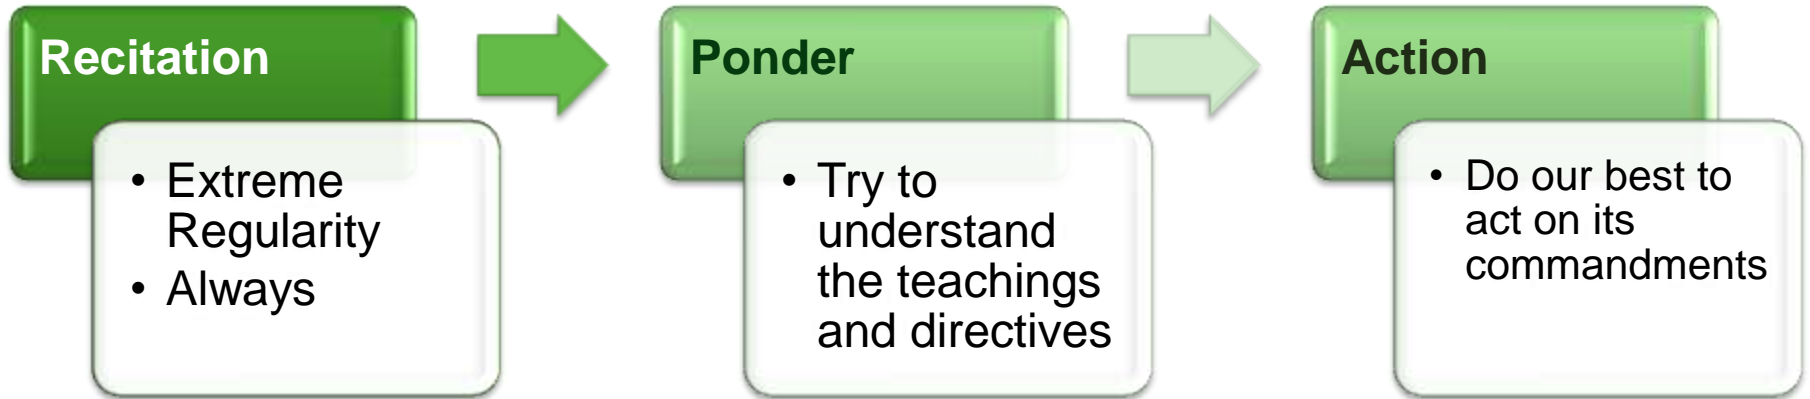 Recitation
• Extreme
Regularity
• Always
Ponder
• Try to
understand
the teachings
and directives
Action
• Do our best to
act on its
commandments